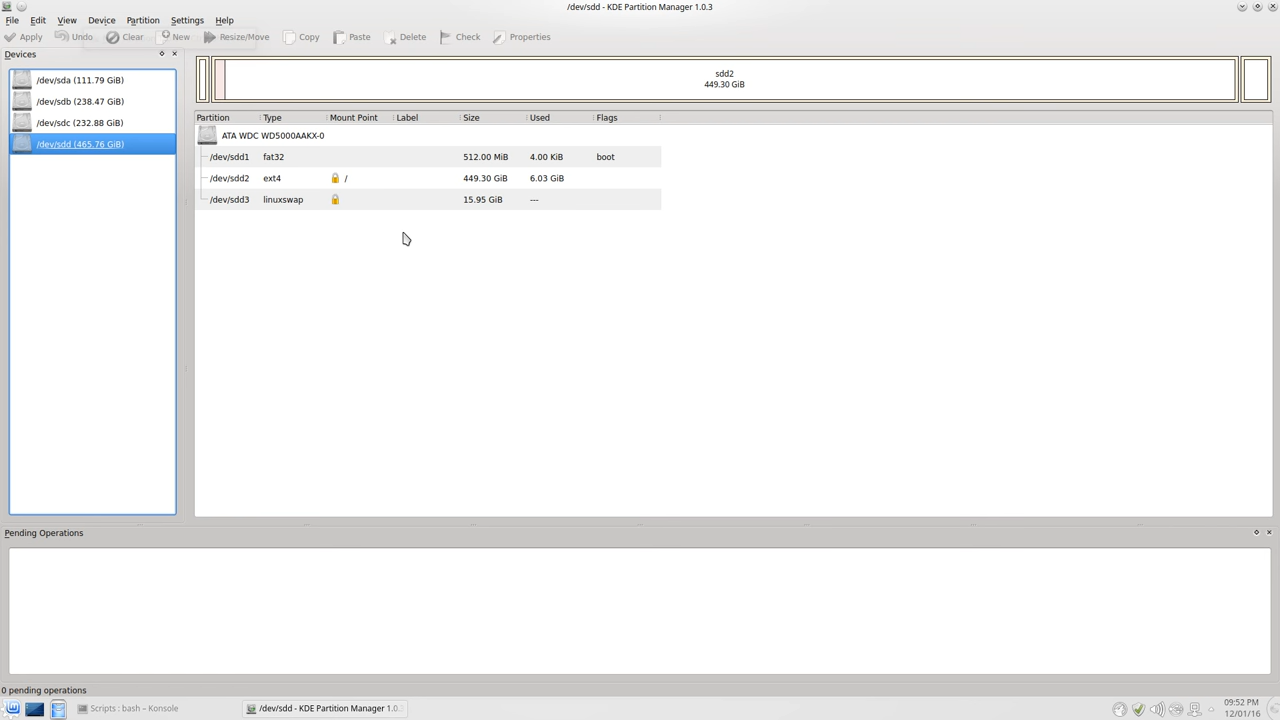 /dev/sdd - KDE Partition Manager 1.0.3
File Edit View Device Partition Settings Help
Apply Undo Clear New Resize/Move Copy Paste Delete Check Properties
Devices
/dev/sda (111.79 GiB)
/dev/sdb (238.47 GiB)
/dev/sdc (232.88 GiB)
/dev/sdd (465.76 GiB)
sdd2
449.30 GiB
Partition Type Mount Point Label Size Used Flags
ATA WDC WD5000AAKX-0
/dev/sdd1 fat32 512.00 MiB 4.00 KiB boot
/dev/sdd2 ext4 / 449.30 GiB 6.03 GiB
/dev/sdd3 linuxswap 15.95 GiB ---
Pending Operations
0 pending operations
Scripts : bash – Konsole
/dev/sdd - KDE Partition Manager 1.0.
09:52 PM
12/01/16